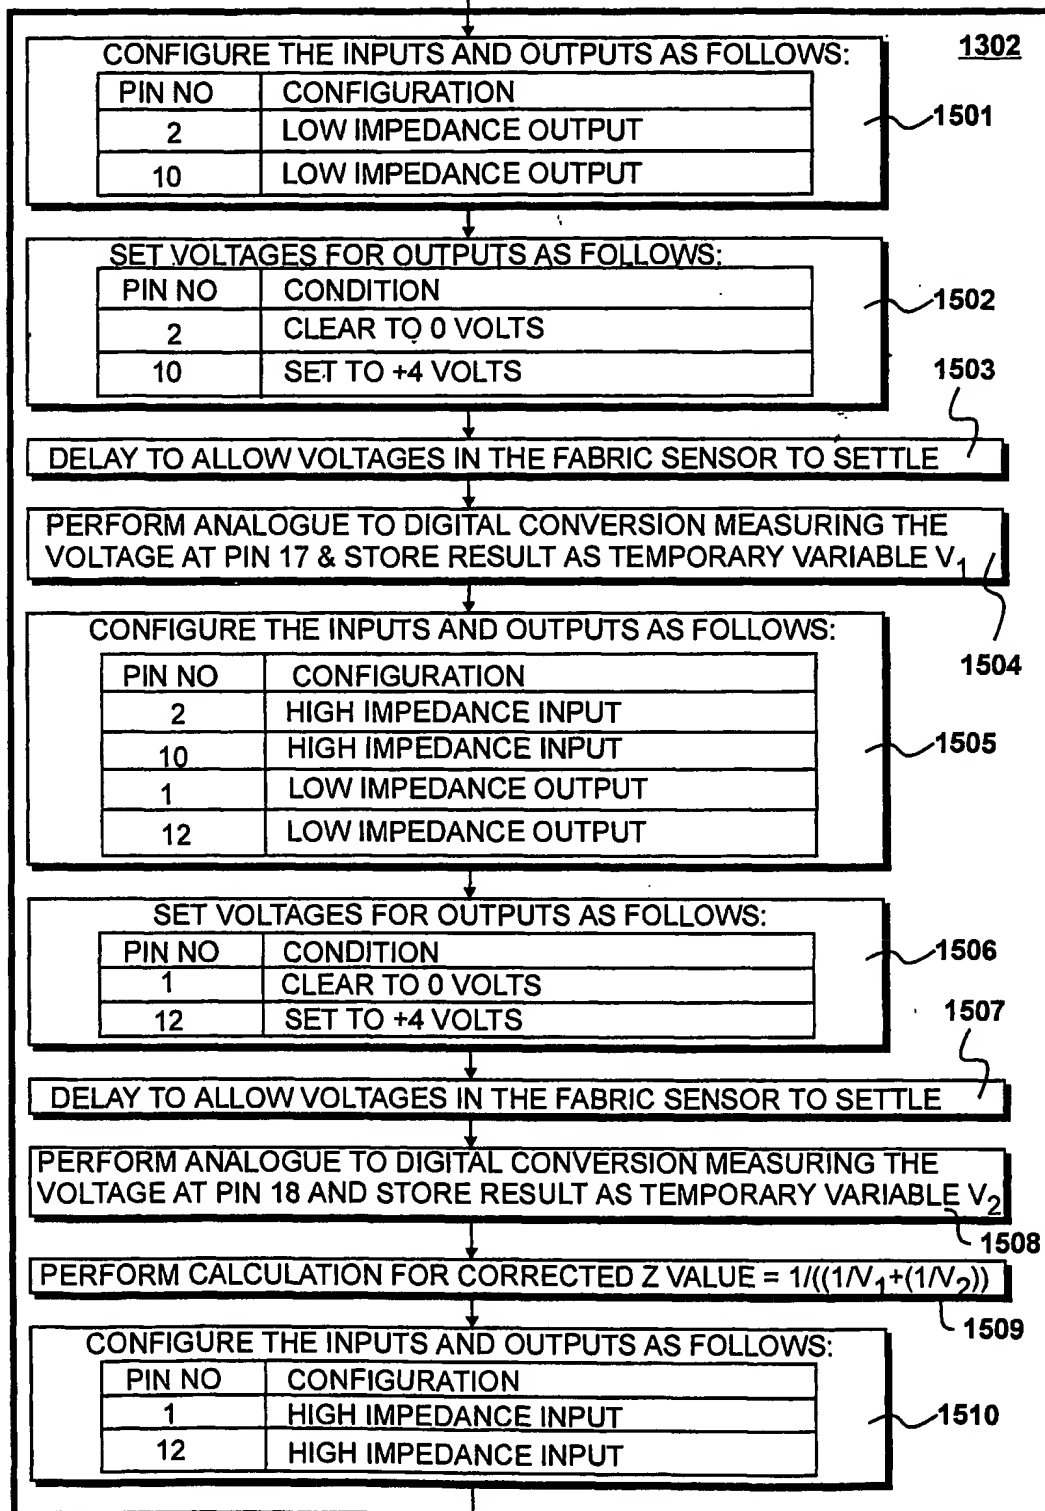 1302
CONFIGURE THE INPUTS AND OUTPUTS AS FOLLOWS:
PIN NO CONFIGURATION
2 LOW IMPEDANCE OUTPUT
10 LOW IMPEDANCE OUTPUT
1501
SET VOLTAGES FOR OUTPUTS AS FOLLOWS:
PIN NO CONDITION
2 CLEAR TO 0 VOLTS
10 SET TO +4 VOLTS
1502
1503
DELAY TO ALLOW VOLTAGES IN THE FABRIC SENSOR TO SETTLE
PERFORM ANALOGUE TO DIGITAL CONVERSION MEASURING THE
VOLTAGE AT PIN 17 & STORE RESULT AS TEMPORARY VARIABLE V1
1504
CONFIGURE THE INPUTS AND OUTPUTS AS FOLLOWS:
PIN NO CONFIGURATION
2 HIGH IMPEDANCE INPUT
10 HIGH IMPEDANCE INPUT
1 LOW IMPEDANCE OUTPUT
12 LOW IMPEDANCE OUTPUT
1505
SET VOLTAGES FOR OUTPUTS AS FOLLOWS:
PIN NO CONDITION
1 CLEAR TO 0 VOLTS
12 SET TO +4 VOLTS
1506
1507
DELAY TO ALLOW VOLTAGES IN THE FABRIC SENSOR TO SETTLE
PERFORM ANALOGUE TO DIGITAL CONVERSION MEASURING THE
VOLTAGE AT PIN 18 AND STORE RESULT AS TEMPORARY VARIABLE V2
1508
PERFORM CALCULATION FOR CORRECTED Z VALUE = 1/((1/V1+(1/V2))
1509
CONFIGURE THE INPUTS AND OUTPUTS AS FOLLOWS:
PIN NO CONFIGURATION
1 HIGH IMPEDANCE INPUT
12 HIGH IMPEDANCE INPUT
1510